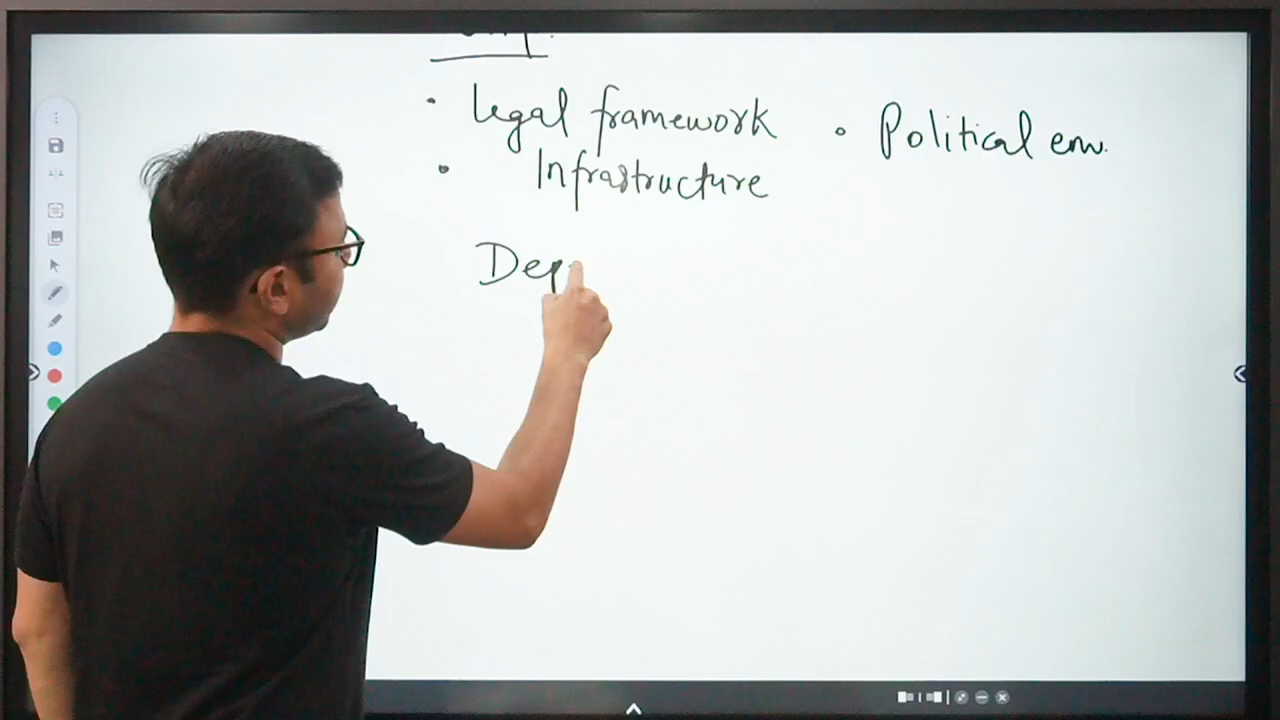 • Legal framework
• Political env.
• Infrastructure
Dep